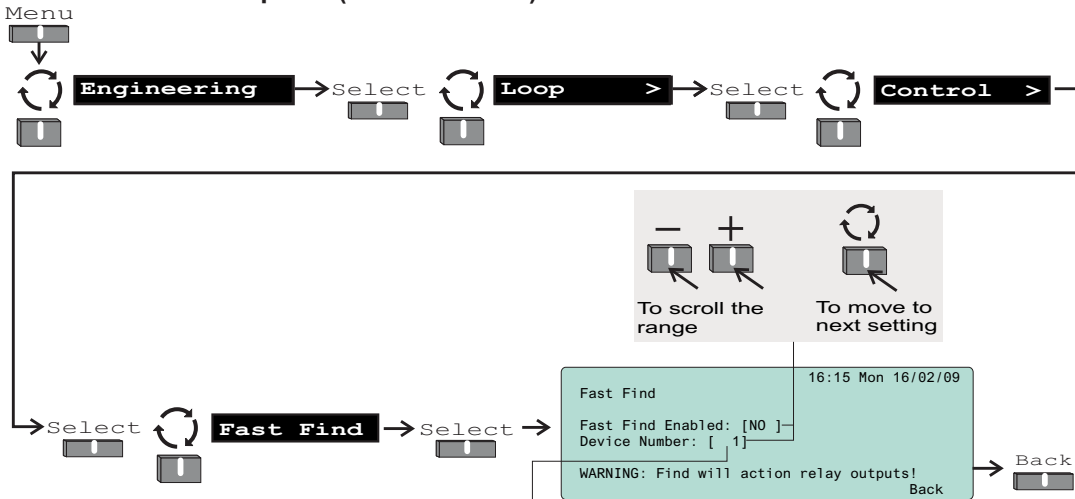 Menu
Engineering
Select
Loop >
Select
Control >
− +
To scroll the
range
To move to
next setting
Select
Fast Find
Select
16:15 Mon 16/02/09
Fast Find
Fast Find Enabled: [NO ]
Device Number: [  1]
WARNING: Find will action relay outputs!
Back
Back